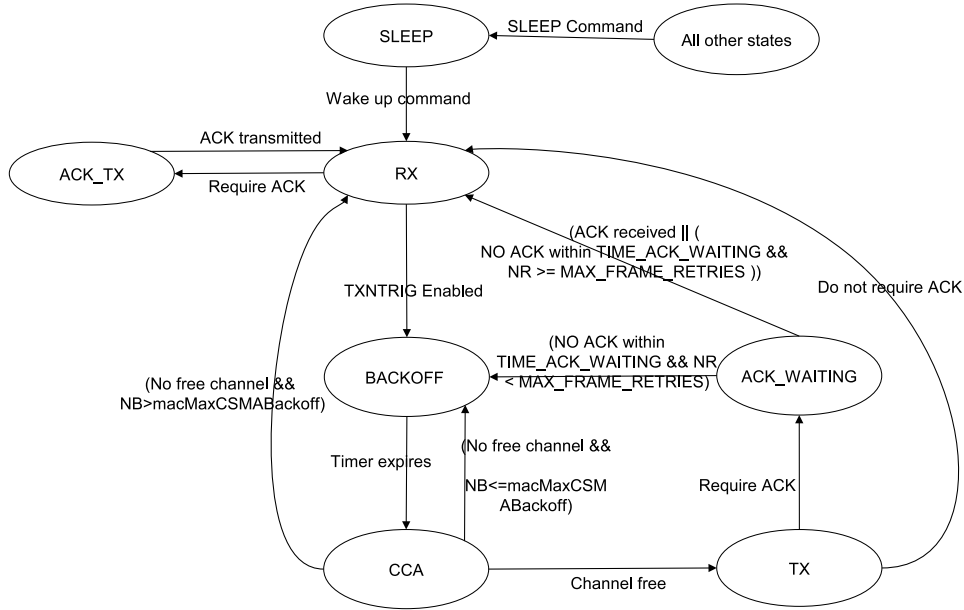 SLEEP Command
SLEEP
All other states
Wake up command
ACK transmitted
ACK_TX
RX
Require ACK
(ACK received || (
NO ACK within TIME_ACK_WAITING &&
NR >= MAX_FRAME_RETRIES ))
TXNTRIG Enabled
Do not require ACK
(NO ACK within
TIME_ACK_WAITING && NR
< MAX_FRAME_RETRIES)
BACKOFF
ACK_WAITING
(No free channel &&
NB>macMaxCSMABackoff)
(No free channel &&
Timer expires
NB<=macMaxCSM
ABackoff)
Require ACK
CCA
TX
Channel free